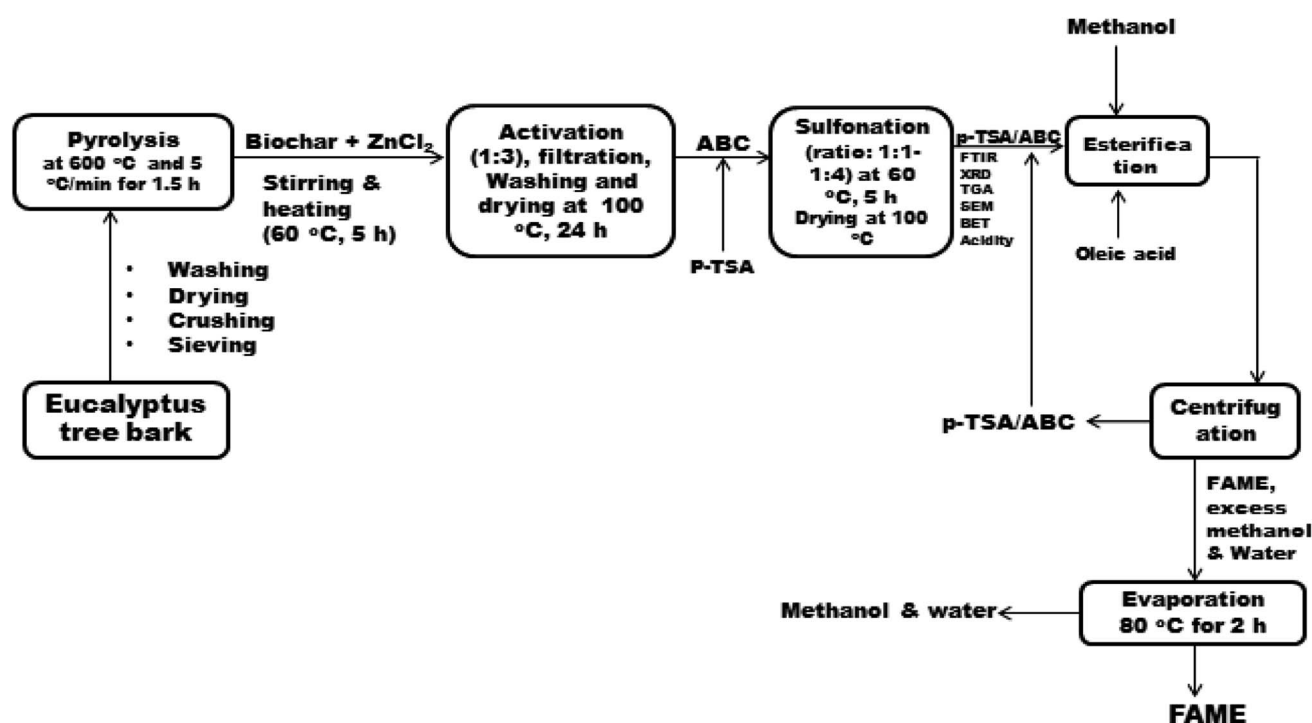 Methanol
Pyrolysis
at 600 °C and 5
°C/min for 1.5 h
Biochar + ZnCl₂
Stirring &
heating
(60 °C, 5 h)
Activation
(1:3), filtration,
Washing and
drying at 100
°C, 24 h
ABC
P-TSA
Sulfonation
(ratio: 1:1-
1:4) at 60
°C, 5 h
Drying at 100
°C
p-TSA/ABC
FTIR
XRD
TGA
SEM
BET
Acidity
Esterifica
tion
Oleic acid
• Washing
• Drying
• Crushing
• Sieving
Eucalyptus
tree bark
p-TSA/ABC
Centrifug
ation
FAME,
excess
methanol
& Water
Methanol & water
Evaporation
80 °C for 2 h
FAME